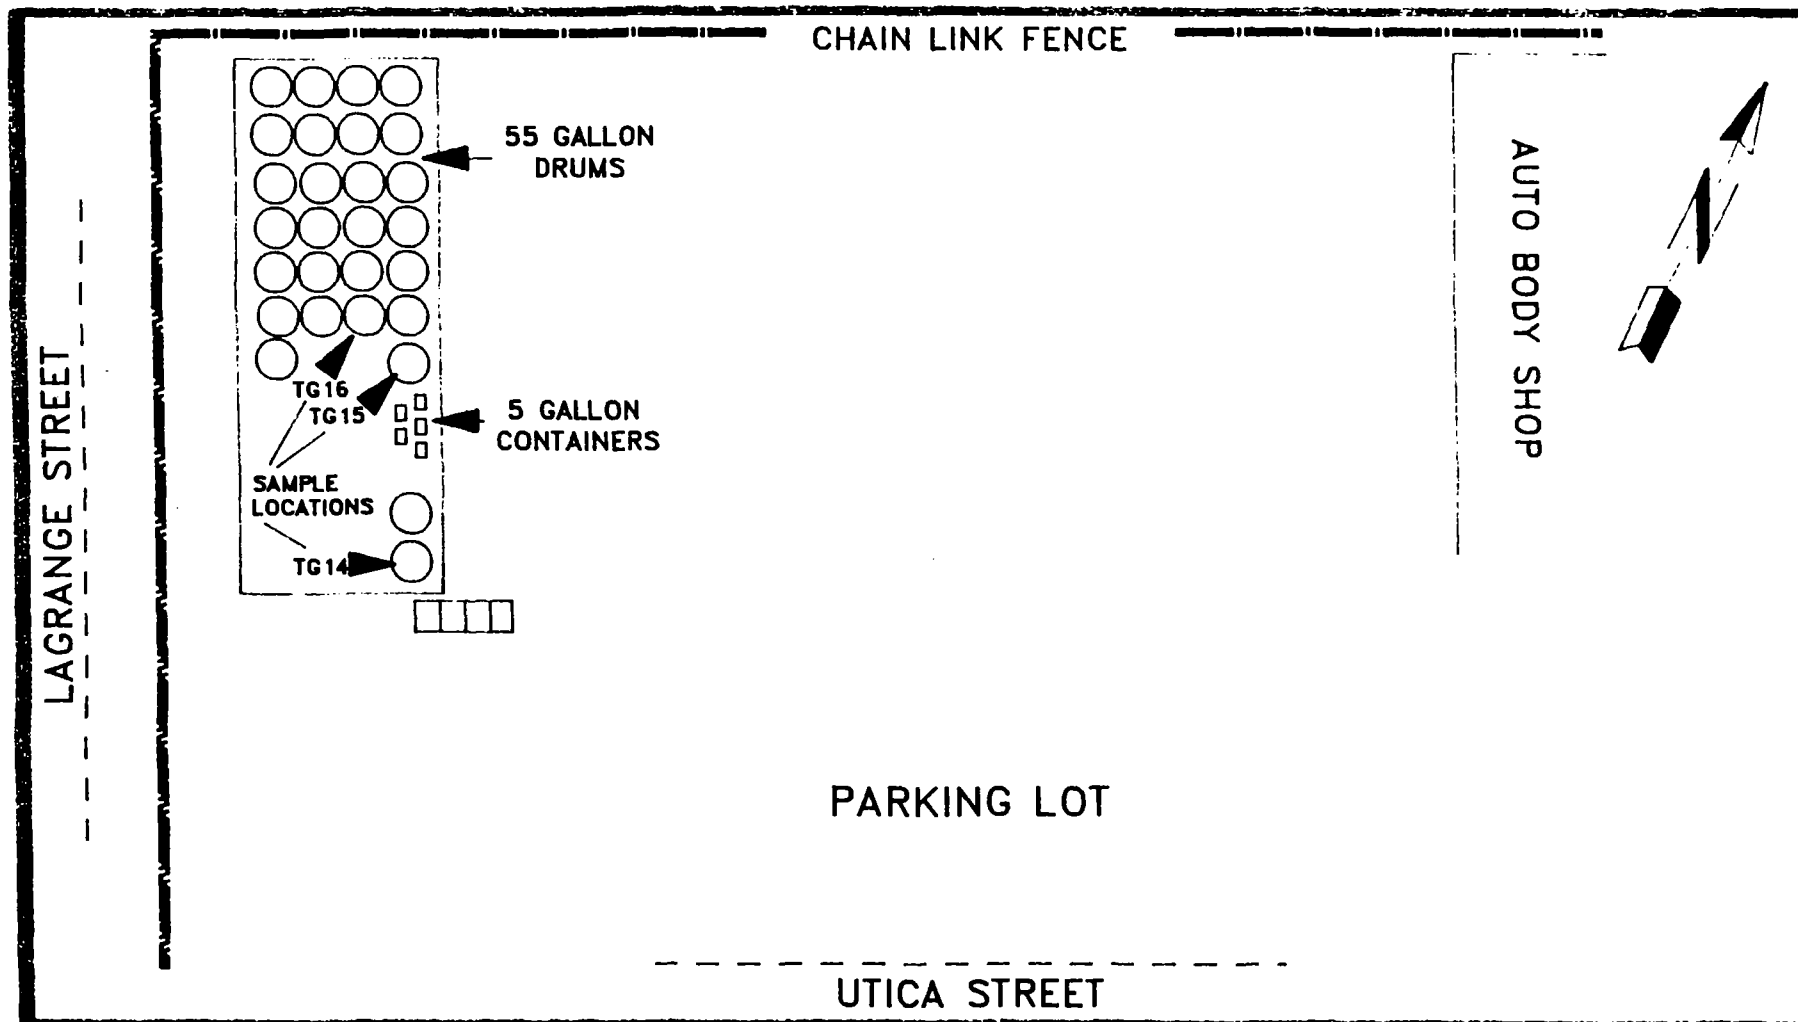 CHAIN LINK FENCE
55 GALLON
DRUMS
AUTO BODY SHOP
LAGRANGE STREET
TG16
TG15
5 GALLON
CONTAINERS
SAMPLE
LOCATIONS
TG14
PARKING LOT
UTICA STREET